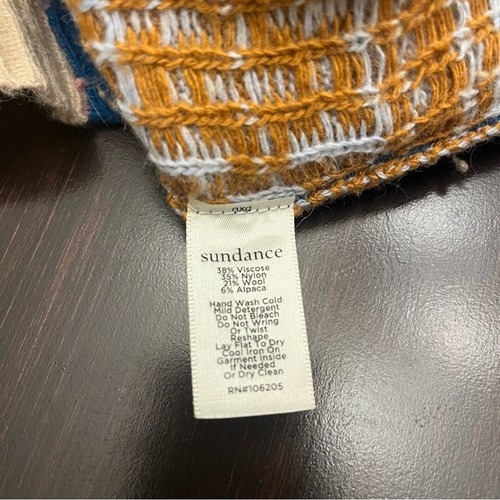 sundance
38% Viscose
35% Nylon
21% Wool
6% Alpaca
Hand Wash Cold
Mild Detergent
Do Not Bleach
Do Not Wring
Or Twist
Reshape
Lay Flat To Dry
Cool Iron On
Garment Inside
If Needed
Or Dry Clean
RN#106205